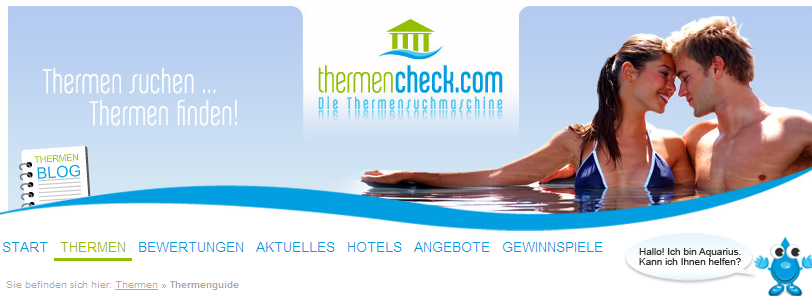 Thermen suchen ...
Thermen finden!
thermencheck.com
Die Thermensuchmaschine
THERMEN
BLOG
START THERMEN BEWERTUNGEN AKTUELLES HOTELS ANGEBOTE GEWINNSPIELE
Hallo! Ich bin Aquarius.
Kann ich Ihnen helfen?
Sie befinden sich hier: Thermen » Thermenguide